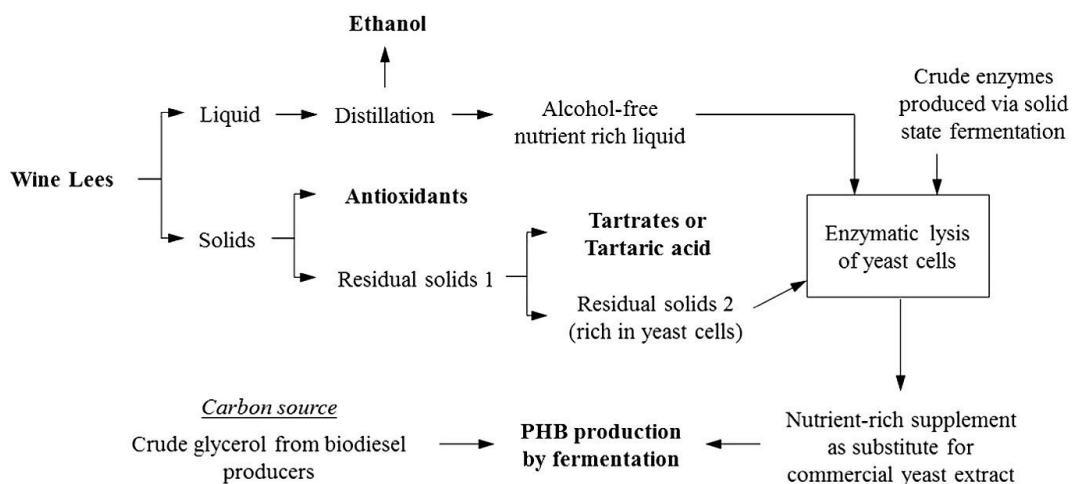 Ethanol
Liquid
Distillation
Alcohol-free
nutrient rich liquid
Crude enzymes
produced via solid
state fermentation
Wine Lees
Solids
Antioxidants
Residual solids 1
Tartrates or
Tartaric acid
Residual solids 2
(rich in yeast cells)
Enzymatic lysis
of yeast cells
Carbon source
Crude glycerol from biodiesel
producers
PHB production
by fermentation
Nutrient-rich supplement
as substitute for
commercial yeast extract